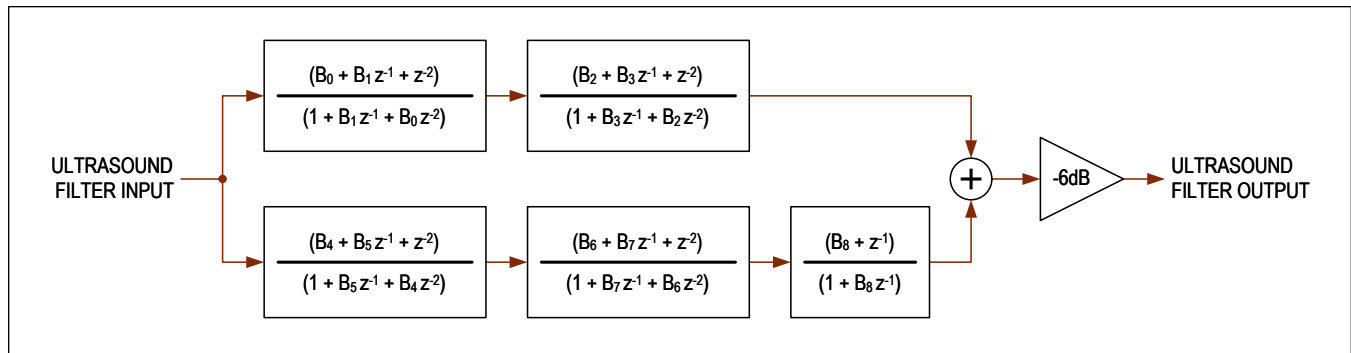 (B₀ + B₁ z⁻¹ + z⁻²)
(1 + B₁ z⁻¹ + B₀ z⁻²)
(B₂ + B₃ z⁻¹ + z⁻²)
(1 + B₃ z⁻¹ + B₂ z⁻²)
ULTRASOUND
FILTER INPUT
+
-6dB
ULTRASOUND
FILTER OUTPUT
(B₄ + B₅ z⁻¹ + z⁻²)
(1 + B₅ z⁻¹ + B₄ z⁻²)
(B₆ + B₇ z⁻¹ + z⁻²)
(1 + B₇ z⁻¹ + B₆ z⁻²)
(B₈ + z⁻¹)
(1 + B₈ z⁻¹)